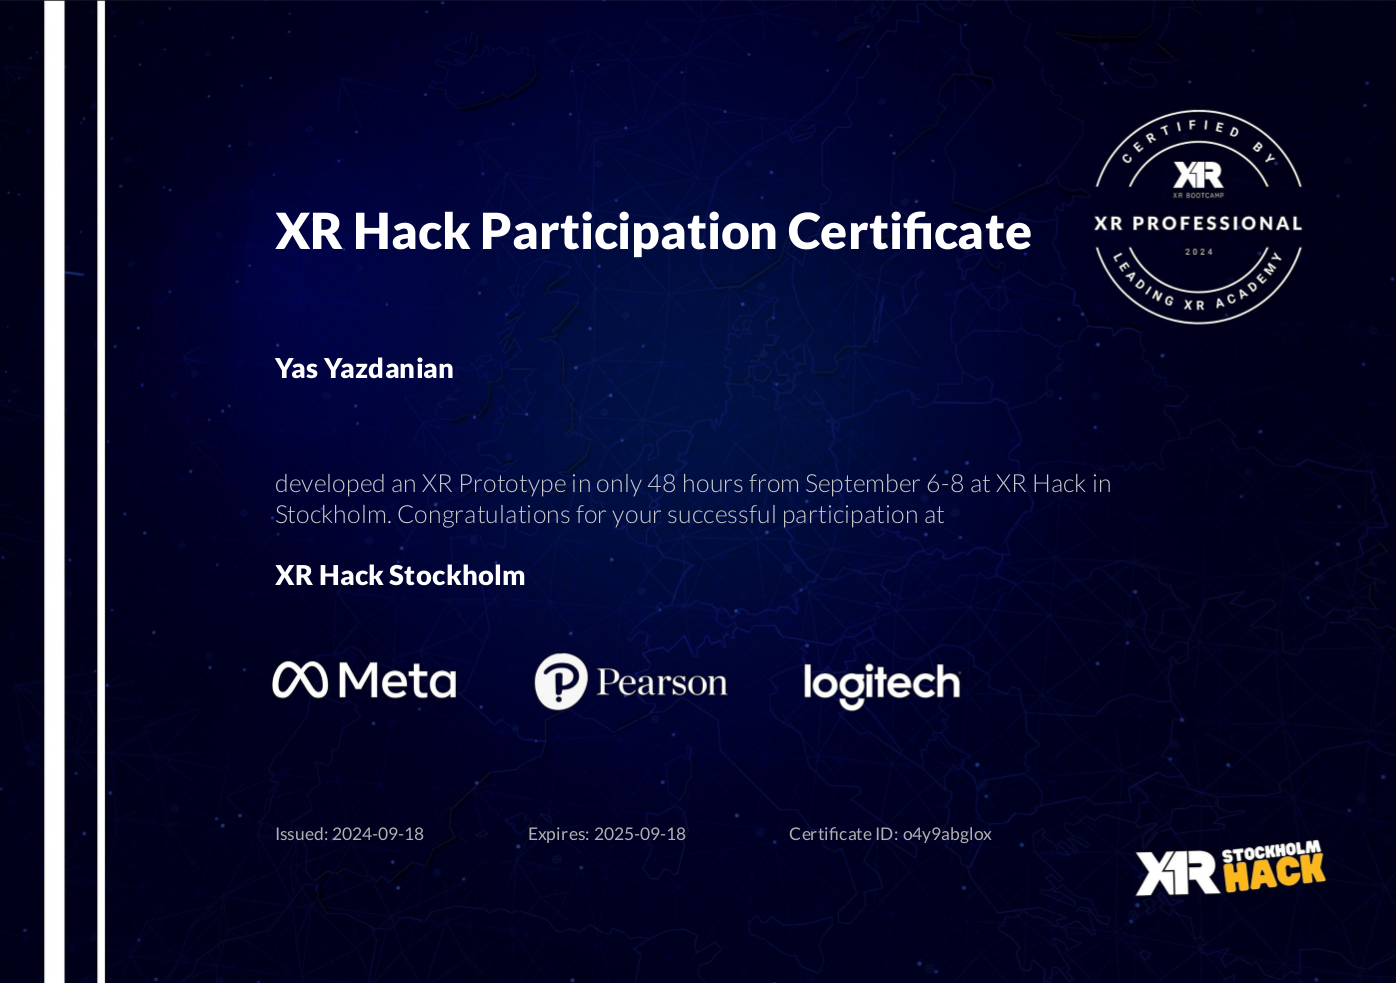 CERTIFIED BY
XR
XR BOOTCAMP
XR PROFESSIONAL
2024
LEADING XR ACADEMY
XR Hack Participation Certificate
Yas Yazdanian
developed an XR Prototype in only 48 hours from September 6-8 at XR Hack in
Stockholm. Congratulations for your successful participation at
XR Hack Stockholm
Meta
Pearson
logitech
Issued: 2024-09-18
Expires: 2025-09-18
Certificate ID: o4y9abglox
XR STOCKHOLM
HACK